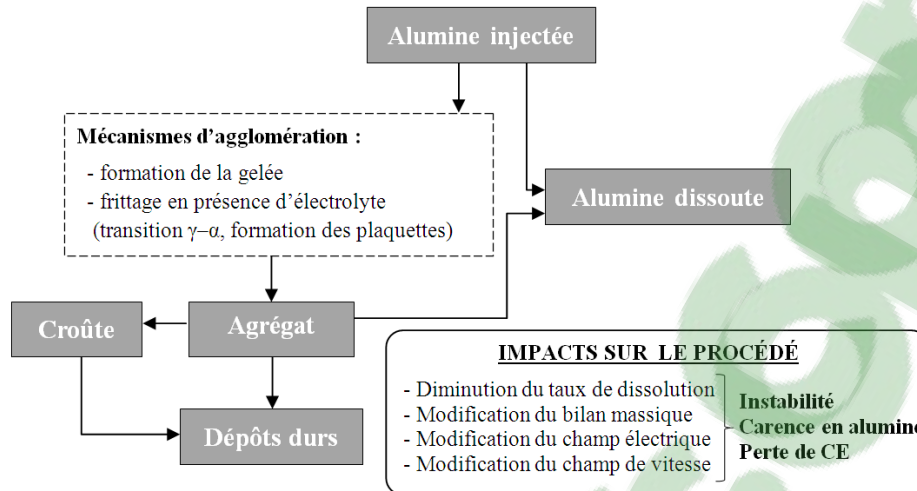 Alumine injectée
Mécanismes d'agglomération :
- formation de la gelée
- frittage en présence d'électrolyte
(transition γ–α, formation des plaquettes)
Alumine dissoute
Croûte
Agrégat
Dépôts durs
IMPACTS SUR LE PROCÉDÉ
- Diminution du taux de dissolution
- Modification du bilan massique
- Modification du champ électrique
- Modification du champ de vitesse
Instabilité
Carence en alumine
Perte de CE